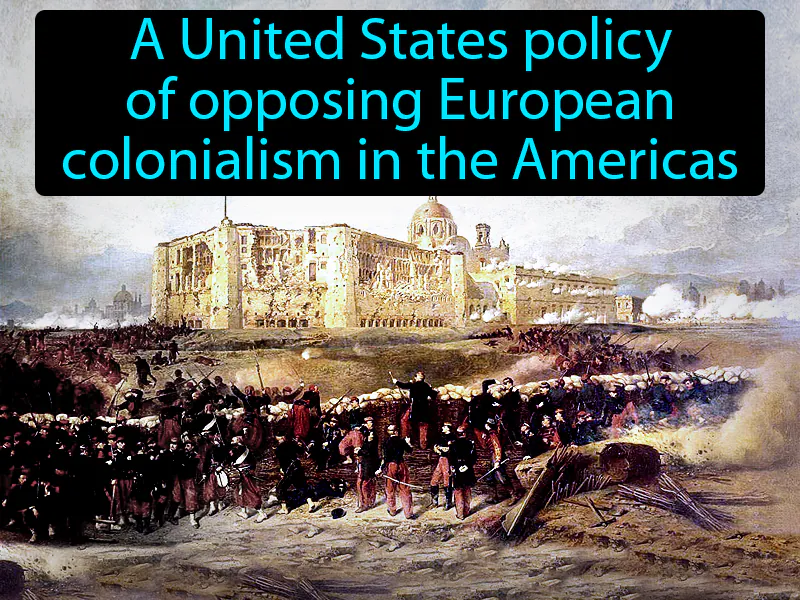 A United States policy
of opposing European
colonialism in the Americas